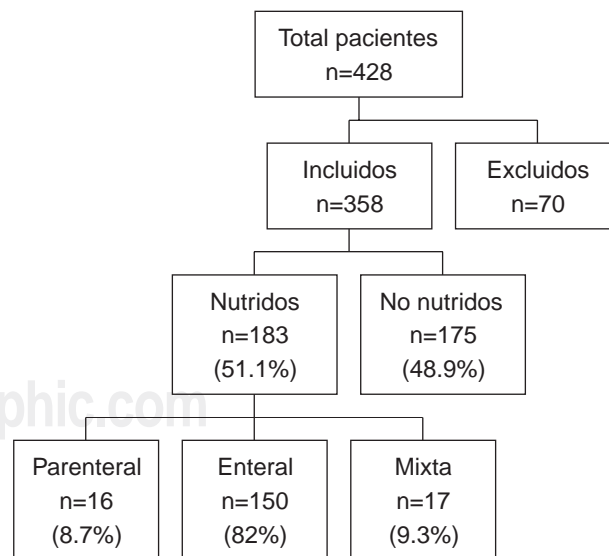 Total pacientes
n=428
Incluidos
n=358
Excluidos
n=70
Nutridos
n=183
(51.1%)
No nutridos
n=175
(48.9%)
phic.com
Parenteral
n=16
(8.7%)
Enteral
n=150
(82%)
Mixta
n=17
(9.3%)